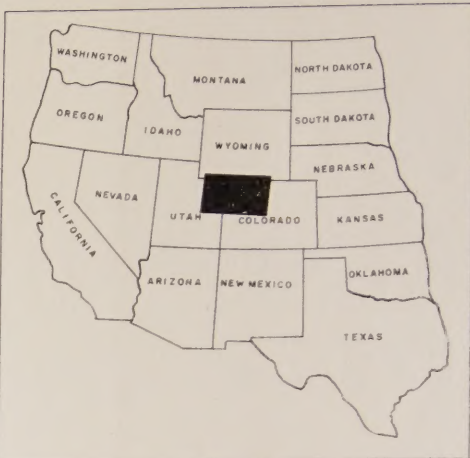 WASHINGTON
MONTANA
NORTH DAKOTA
OREGON
IDAHO
SOUTH DAKOTA
WYOMING
NEBRASKA
NEVADA
UTAH
COLORADO
KANSAS
CALIFORNIA
ARIZONA
NEW MEXICO
OKLAHOMA
TEXAS